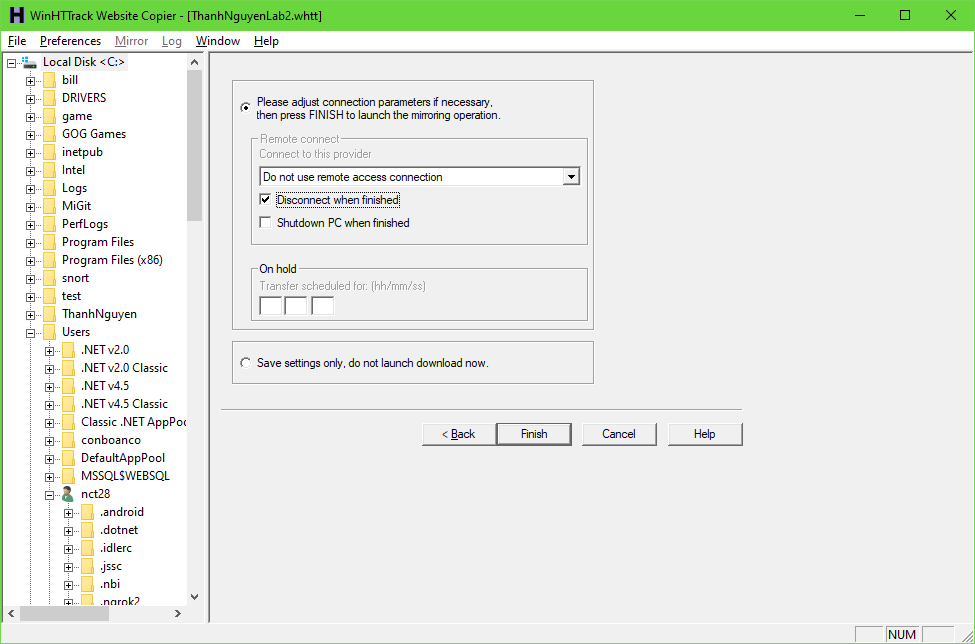 WinHTTrack Website Copier - [ThanhNguyenLab2.whtt]
File Preferences Mirror Log Window Help
Local Disk <C:>
bill
DRIVERS
game
GOG Games
inetpub
Intel
Logs
MiGit
PerfLogs
Program Files
Program Files (x86)
snort
test
ThanhNguyen
Users
.NET v2.0
.NET v2.0 Classic
.NET v4.5
.NET v4.5 Classic
Classic .NET AppPoo
conboanco
DefaultAppPool
MSSQL$WEBSQL
nct28
.android
.dotnet
.idlerc
.jssc
.nbi
.ngrok2
Please adjust connection parameters if necessary,
then press FINISH to launch the mirroring operation.
Remote connect
Connect to this provider
Do not use remote access connection
Disconnect when finished
Shutdown PC when finished
On hold
Transfer scheduled for: (hh/mm/ss)
Save settings only, do not launch download now.
< Back Finish Cancel Help
NUM